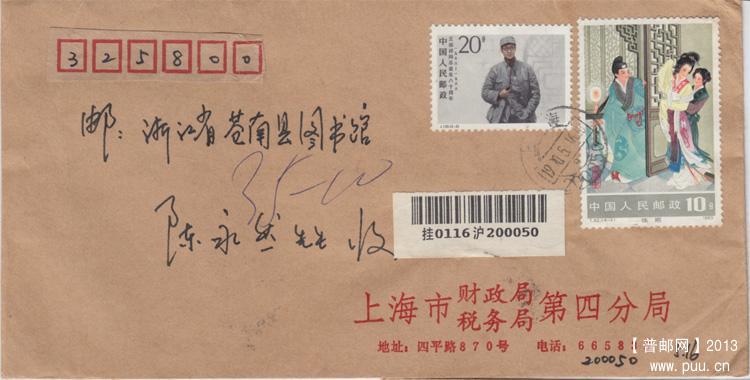 325800
20分
中国人民邮政
邮:浙江省苍南县图书馆
35-10
陈永然先生 收
中国人民邮政 10分
挂0116 沪200050
上海市财政局税务局第四分局
地址: 四平路870号 电话: 6658
200050
【普邮网】2013
www.puu.cn